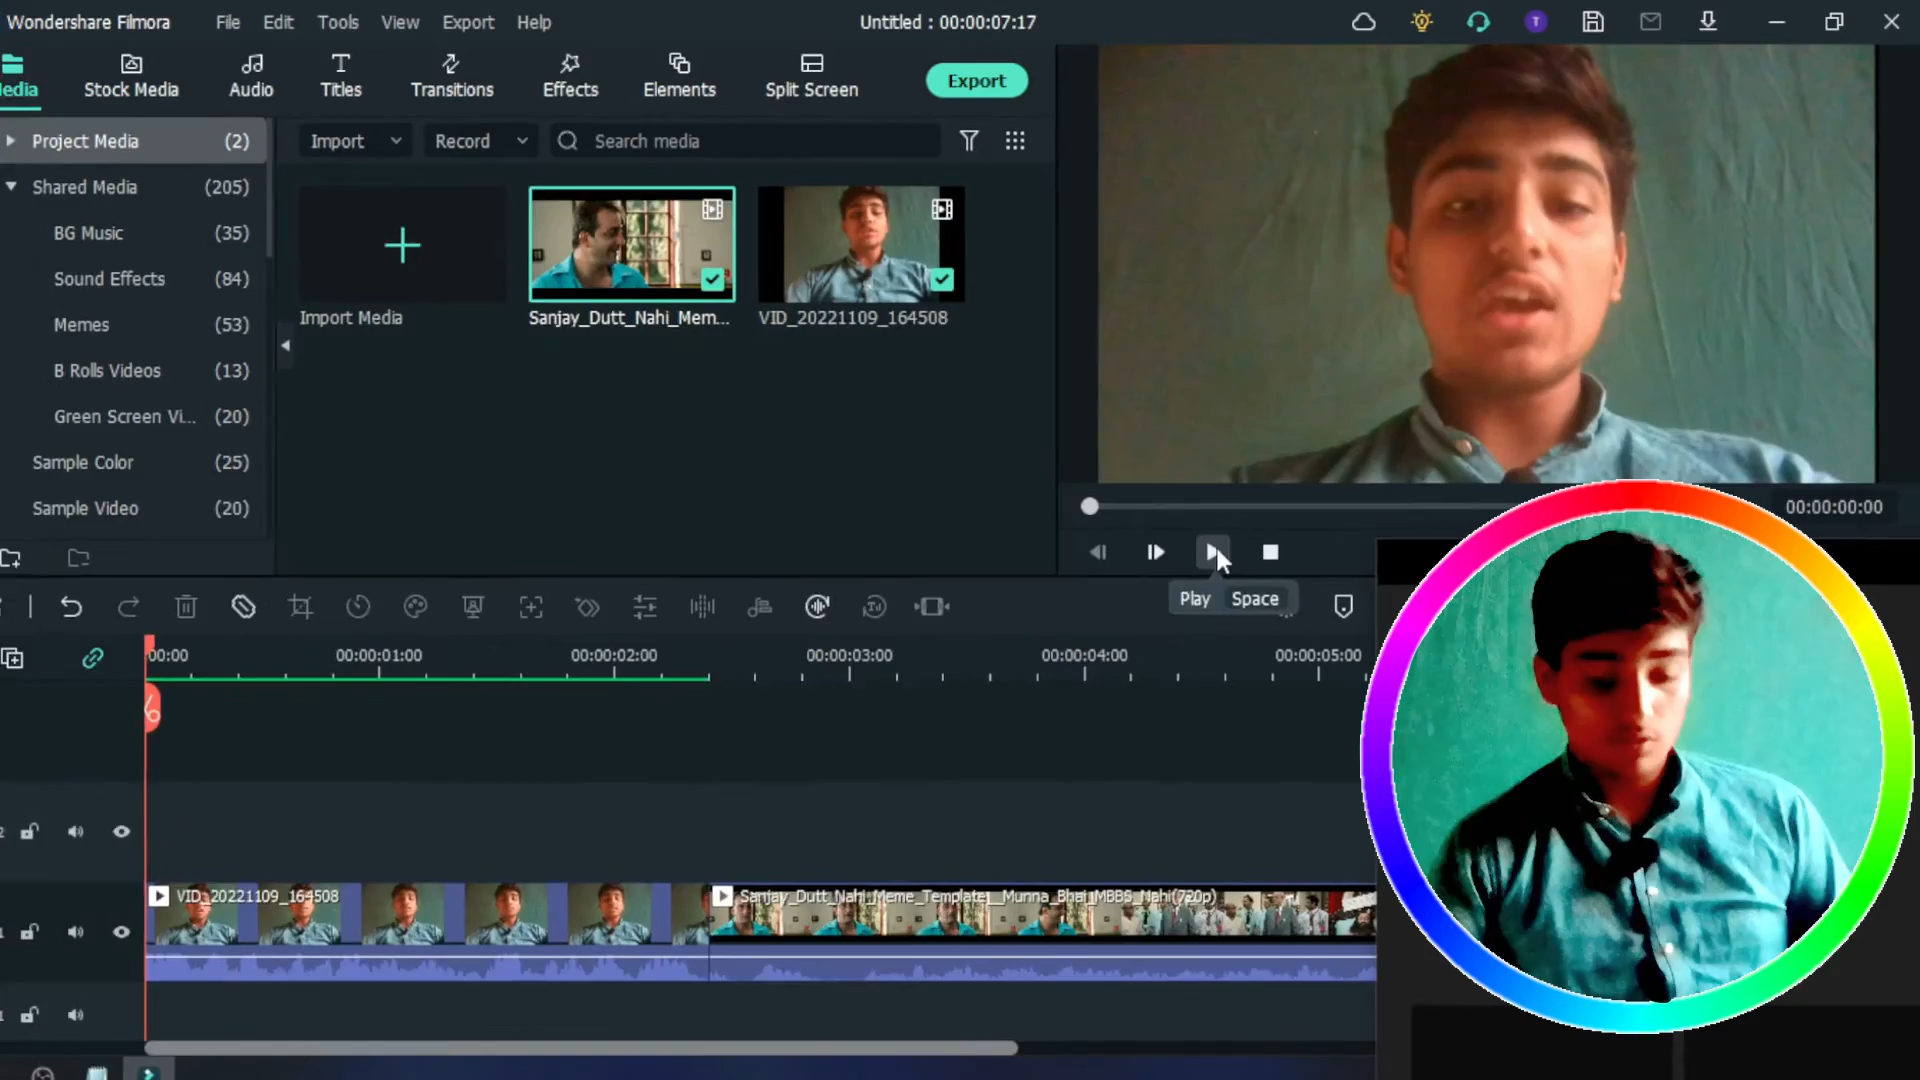 Wondershare Filmora File Edit Tools View Export Help Untitled : 00:00:07:17
T
Stock Media Audio Titles Transitions Effects Elements Split Screen Export
Project Media (2)
Import Record Search media
Shared Media (205)
BG Music (35)
Sound Effects (84)
Memes (53)
B Rolls Videos (13)
Green Screen Vi... (20)
Sample Color (25)
Sample Video (20)
Import Media Sanjay_Dutt_Nahi_Mem... VID_20221109_164508
00:00:00:00
Play Space
00:00 00:00:01:00 00:00:02:00 00:00:03:00 00:00:04:00 00:00:05:00
2
VID_20221109_164508 Sanjay_Dutt_Nahi_Meme_Template__Munna_Bhai_MBBS_Nahi(720p)
1
1